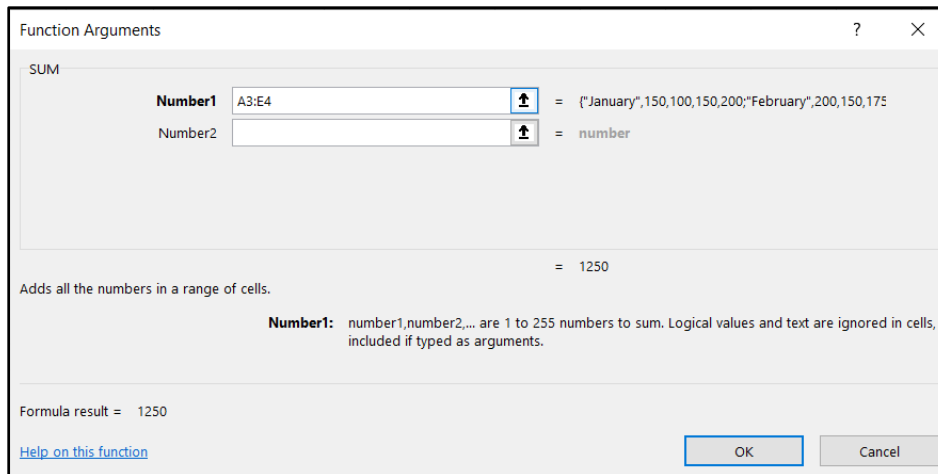 Function Arguments ? ×
SUM
Number1 A3:E4 = {"January",150,100,150,200;"February",200,150,175
Number2 = number
= 1250
Adds all the numbers in a range of cells.
Number1: number1,number2,... are 1 to 255 numbers to sum. Logical values and text are ignored in cells,
included if typed as arguments.
Formula result = 1250
Help on this function OK Cancel